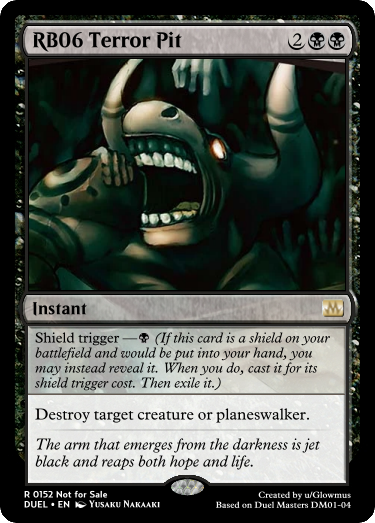 RB06 Terror Pit 2
Instant
Shield trigger — (If this card is a shield on your
battlefield and would be put into your hand, you
may instead reveal it. When you do, cast it for its
shield trigger cost. Then exile it.)
Destroy target creature or planeswalker.
The arm that emerges from the darkness is jet
black and reaps both hope and life.
R 0152 Not for Sale
DUEL • EN Yusaku Nakaaki
Created by u/Glowmus
Based on Duel Masters DM01-04